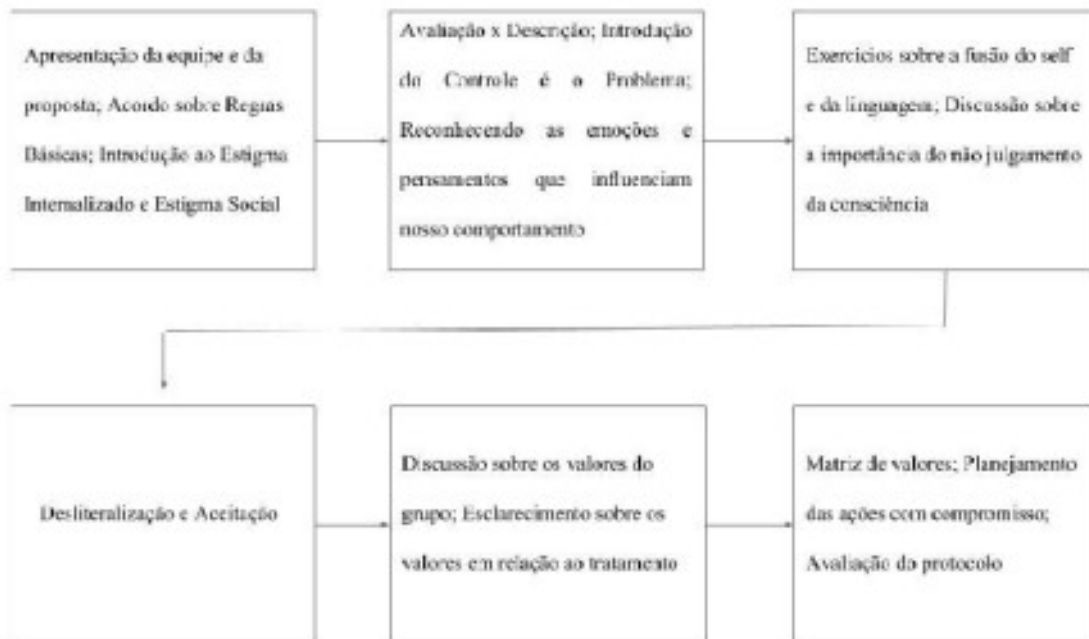 Apresentação da equipe e da
proposta; Acordo sobre Regras
Básicas; Introdução ao Estigma
Internalizado e Estigma Social
Avaliação x Descrição; Introdução
do Controle é o Problema;
Reconhecendo as emoções e
pensamentos que influenciam
nosso comportamento
Exercícios sobre a fusão do self
e da linguagem; Discussão sobre
a importância do não julgamento
da consciência
Desliteralização e Aceitação
Discussão sobre os valores do
grupo; Esclarecimento sobre os
valores em relação ao tratamento
Matriz de valores; Planejamento
das ações com compromisso;
Avaliação do protocolo